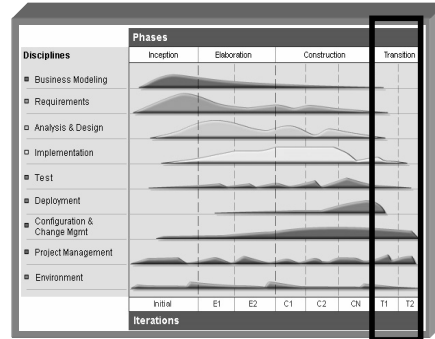 Phases
Disciplines
Inception Elaboration Construction Transition
Business Modeling
Requirements
Analysis & Design
Implementation
Test
Deployment
Configuration &
Change Mgmt
Project Management
Environment
Initial E1 E2 C1 C2 CN T1 T2
Iterations